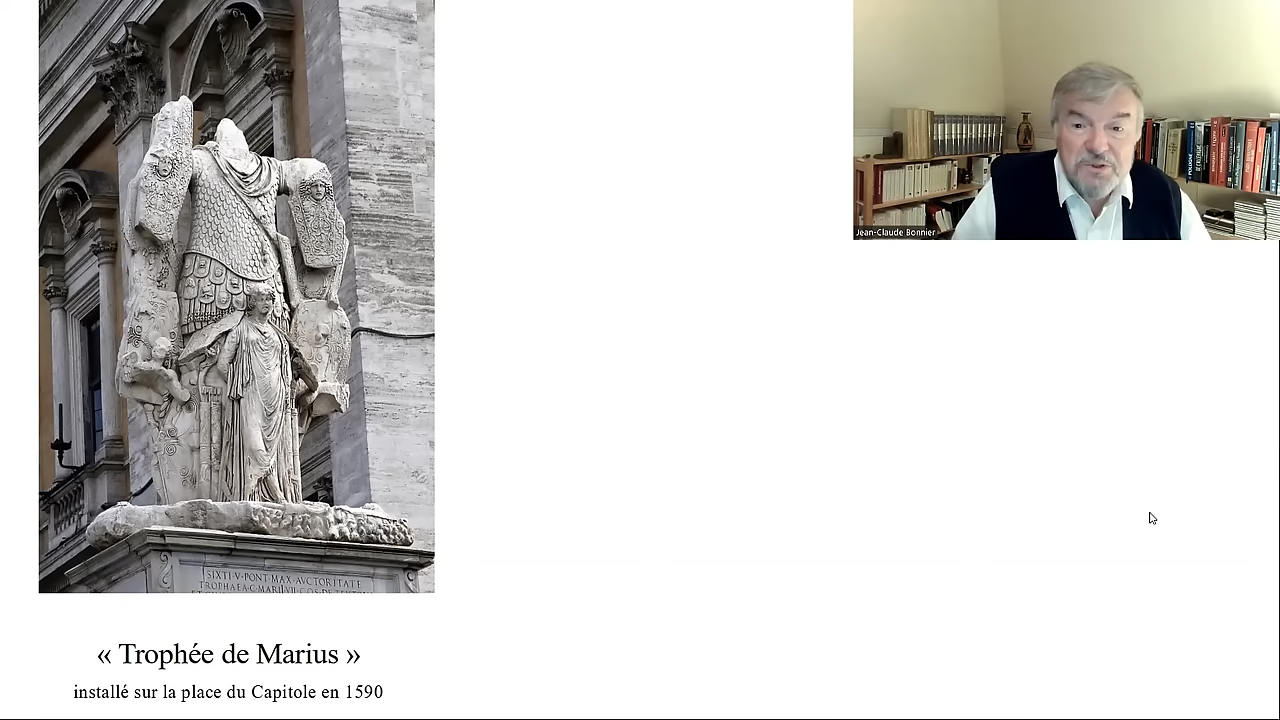 Jean-Claude Bonnier
SIXTI·V·PONT·MAX·AVCTORITATE
TROPHAEA·C·MARII·VII·COS·DE
« Trophée de Marius »
installé sur la place du Capitole en 1590